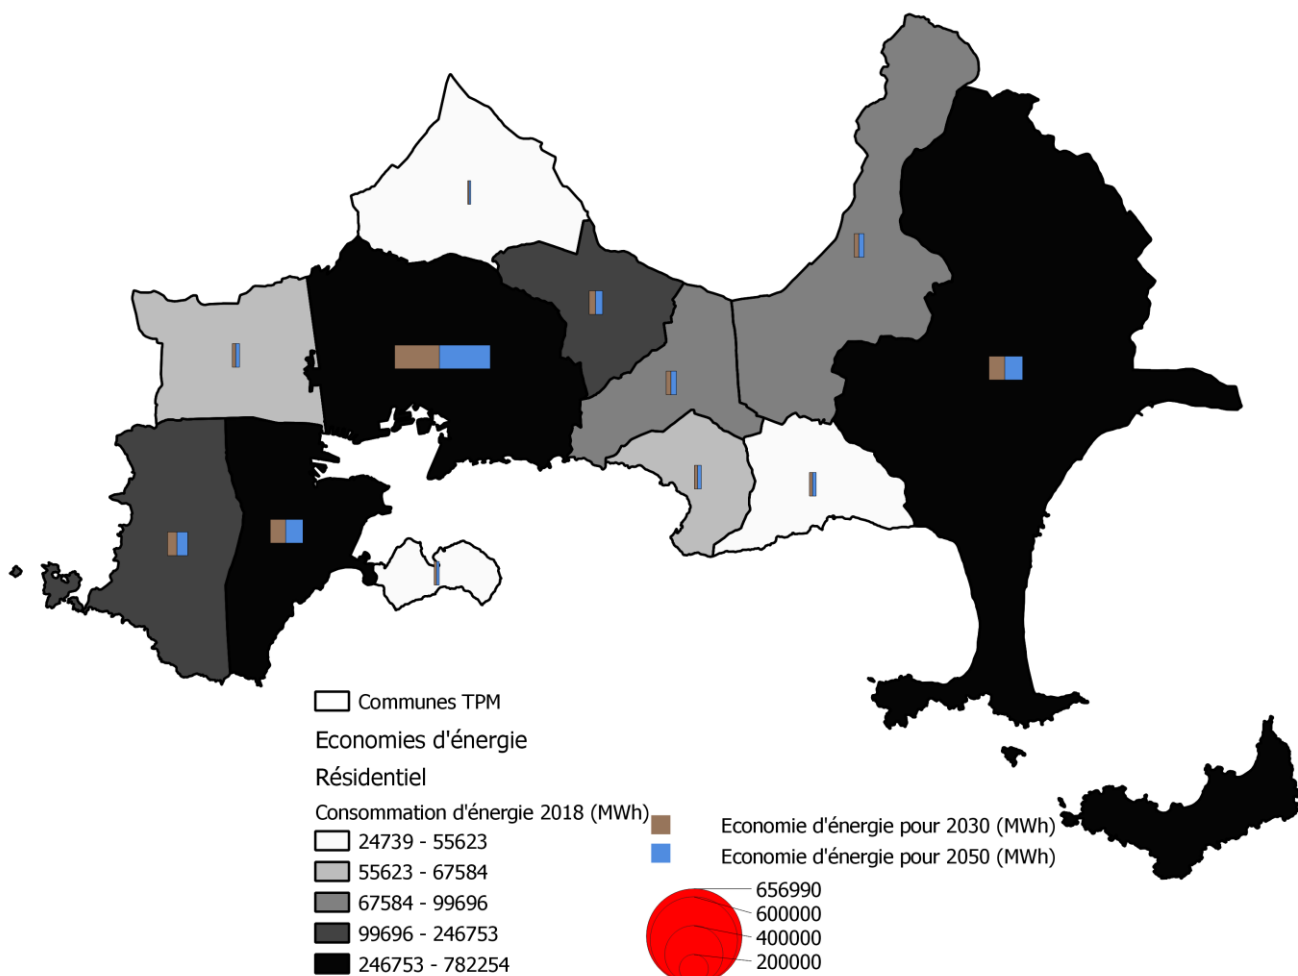 Communes TPM
Economies d'énergie
Résidentiel
Consommation d'énergie 2018 (MWh)
24739 - 55623
55623 - 67584
67584 - 99696
99696 - 246753
246753 - 782254
Economie d'énergie pour 2030 (MWh)
Economie d'énergie pour 2050 (MWh)
656990
600000
400000
200000